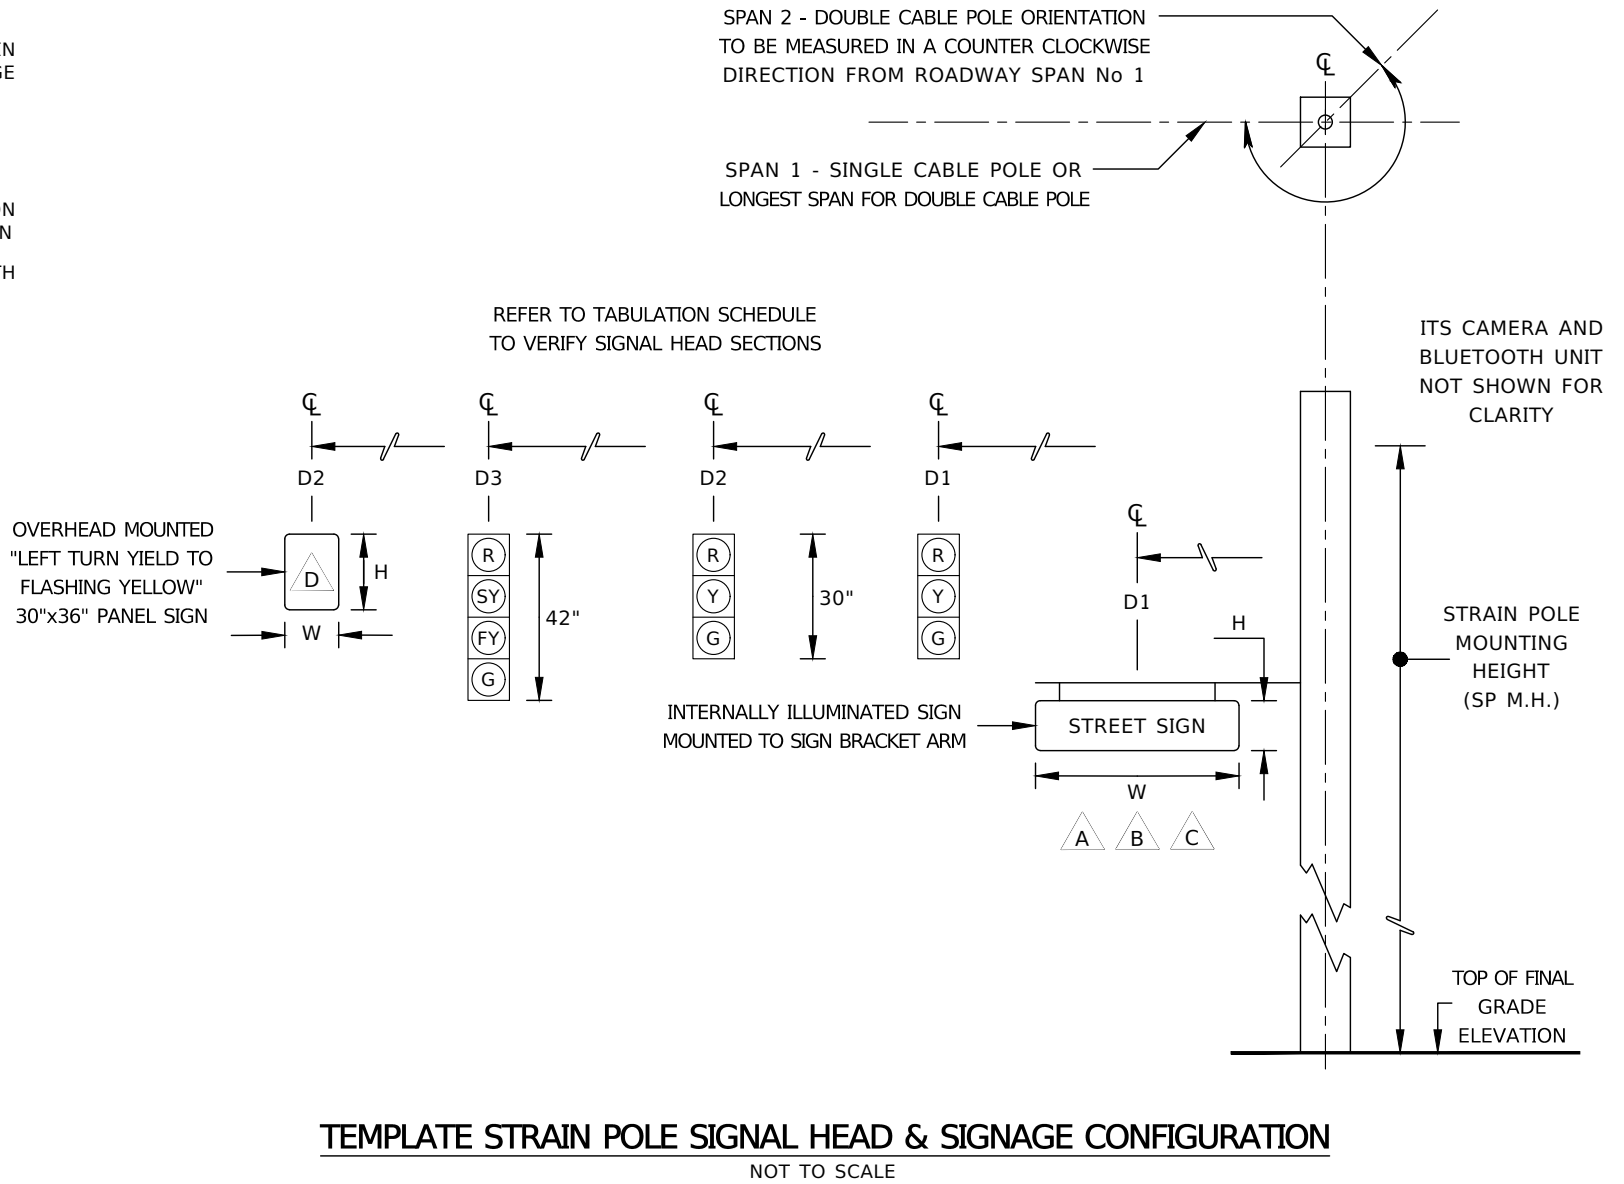 SPAN 2 - DOUBLE CABLE POLE ORIENTATION
TO BE MEASURED IN A COUNTER CLOCKWISE
DIRECTION FROM ROADWAY SPAN No 1
℄
SPAN 1 - SINGLE CABLE POLE OR
LONGEST SPAN FOR DOUBLE CABLE POLE
REFER TO TABULATION SCHEDULE
TO VERIFY SIGNAL HEAD SECTIONS
ITS CAMERA AND
BLUETOOTH UNIT
NOT SHOWN FOR
CLARITY
℄
℄
℄
℄
D2
D3
D2
D1
OVERHEAD MOUNTED
"LEFT TURN YIELD TO
FLASHING YELLOW"
30"x36" PANEL SIGN
D
H
W
R
SY
FY
G
42"
R
Y
G
30"
R
Y
G
℄
D1
H
INTERNALLY ILLUMINATED SIGN
MOUNTED TO SIGN BRACKET ARM
STREET SIGN
W
A B C
STRAIN POLE
MOUNTING
HEIGHT
(SP M.H.)
TOP OF FINAL
GRADE
ELEVATION
TEMPLATE STRAIN POLE SIGNAL HEAD & SIGNAGE CONFIGURATION
NOT TO SCALE